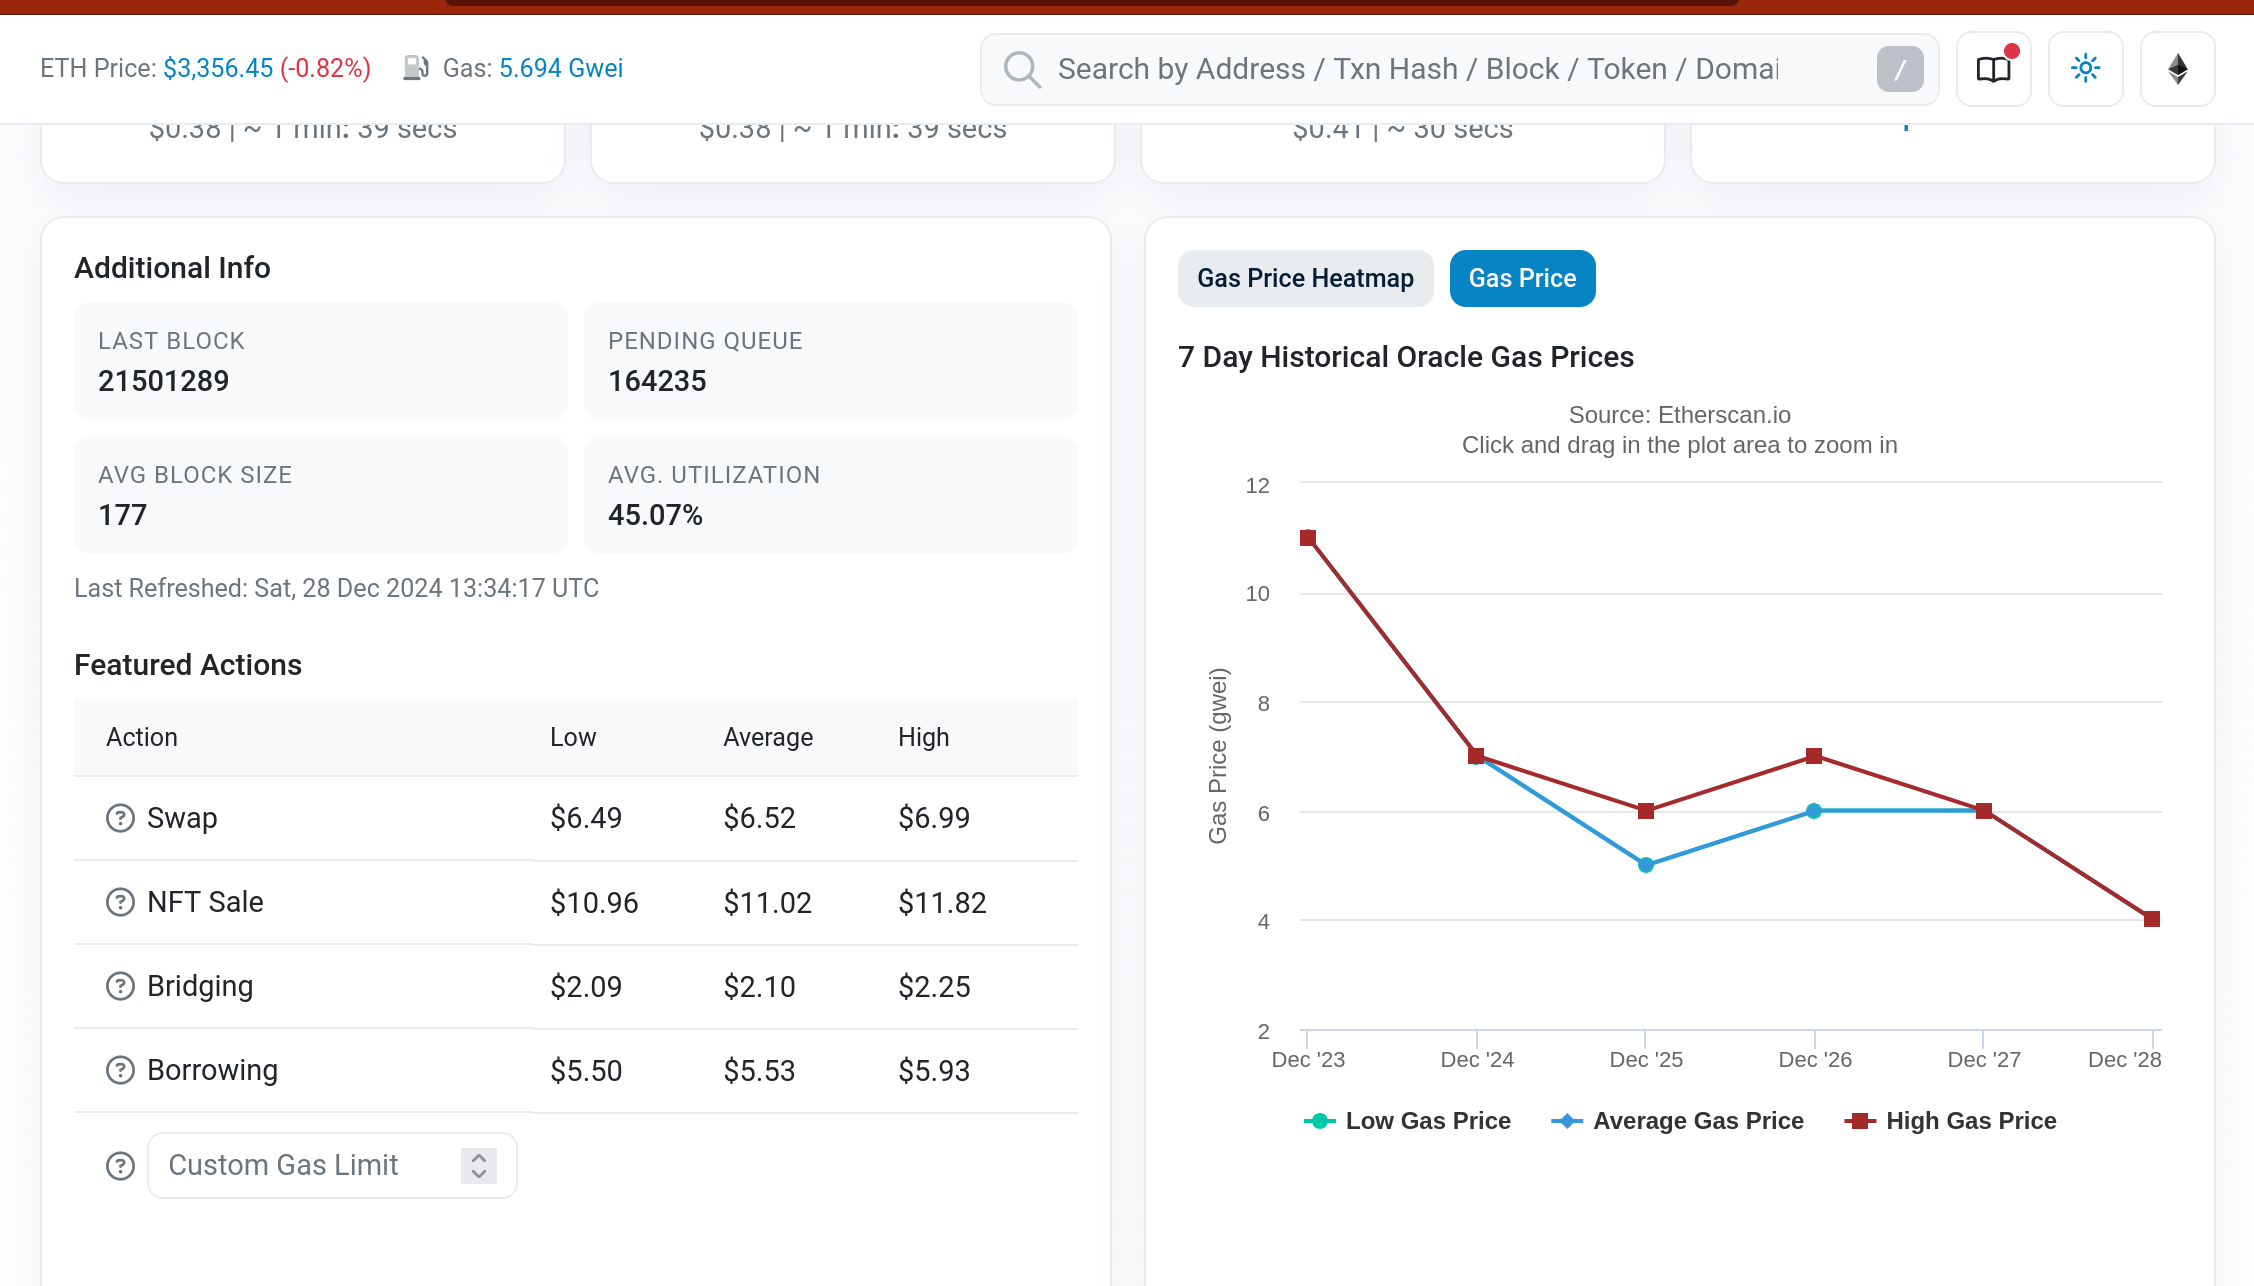 ETH Price: $3,356.45 (-0.82%) Gas: 5.694 Gwei
Search by Address / Txn Hash / Block / Token / Domai
/
$0.38 | ~ 1 min: 39 secs
$0.38 | ~ 1 min: 39 secs
$0.41 | ~ 30 secs
Additional Info
LAST BLOCK
21501289
PENDING QUEUE
164235
AVG BLOCK SIZE
177
AVG. UTILIZATION
45.07%
Last Refreshed: Sat, 28 Dec 2024 13:34:17 UTC
Featured Actions
Action Low Average High
Swap $6.49 $6.52 $6.99
NFT Sale $10.96 $11.02 $11.82
Bridging $2.09 $2.10 $2.25
Borrowing $5.50 $5.53 $5.93
Custom Gas Limit
Gas Price Heatmap
Gas Price
7 Day Historical Oracle Gas Prices
Source: Etherscan.io
Click and drag in the plot area to zoom in
Gas Price (gwei)
12
10
8
6
4
2
Dec '23 Dec '24 Dec '25 Dec '26 Dec '27 Dec '28
Low Gas Price Average Gas Price High Gas Price